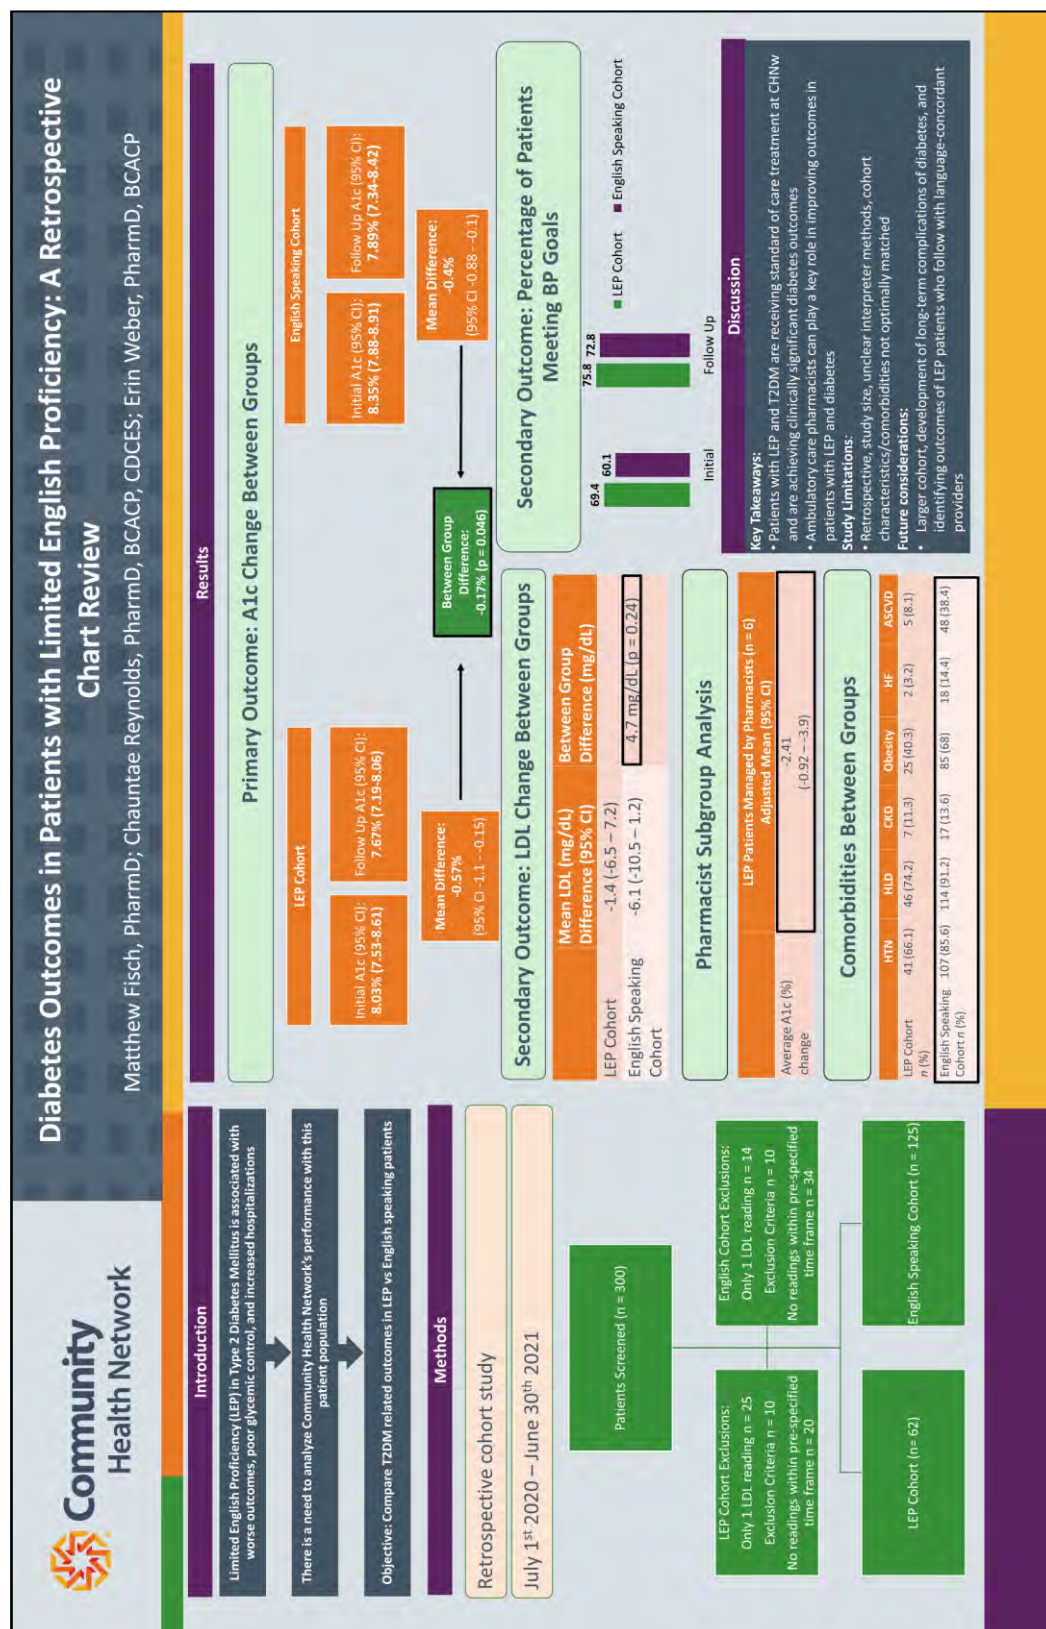 Community
Health Network
Diabetes Outcomes in Patients with Limited English Proficiency: A Retrospective
Chart Review
Matthew Fisch, PharmD; Chauntae Reynolds, PharmD, BCACP, CDCES; Erin Weber, PharmD, BCACP
Introduction
Limited English Proficiency (LEP) in Type 2 Diabetes Mellitus is associated with
worse outcomes, poor glycemic control, and increased hospitalizations
There is a need to analyze Community Health Network's performance with this
patient population
Objective: Compare T2DM related outcomes in LEP vs English speaking patients
Methods
Retrospective cohort study
July 1st 2020 – June 30th 2021
Patients Screened (n = 300)
LEP Cohort Exclusions:
Only 1 LDL reading n = 25
Exclusion Criteria n = 10
No readings within pre-specified
time frame n = 20
English Cohort Exclusions:
Only 1 LDL reading n = 14
Exclusion Criteria n = 10
No readings within pre-specified
time frame n = 34
LEP Cohort (n= 62)
English Speaking Cohort (n = 125)
Results
Primary Outcome: A1c Change Between Groups
LEP Cohort
Initial A1c (95% CI):
8.03% (7.53-8.61)
Follow Up A1c (95% CI):
7.67% (7.19-8.06)
Mean Difference:
-0.57%
(95% CI -1.1 – -0.15)
Between Group
Difference:
-0.17% (p = 0.046)
English Speaking Cohort
Initial A1c (95% CI):
8.35% (7.88-8.91)
Follow Up A1c (95% CI):
7.89% (7.34-8.42)
Mean Difference:
-0.4%
(95% CI -0.88 – -0.1)
Secondary Outcome: LDL Change Between Groups
Mean LDL (mg/dL) Between Group
Difference (95% CI) Difference (mg/dL)
LEP Cohort -1.4 (-6.5 – 7.2)
English Speaking -6.1 (-10.5 – 1.2) 4.7 mg/dL (p = 0.24)
Cohort
Pharmacist Subgroup Analysis
LEP Patients Managed by Pharmacists (n = 6)
Adjusted Mean (95% CI)
Average A1c (%) -2.41
change (-0.92 – -3.9)
Comorbidities Between Groups
HTN HLD CKD Obesity HF ASCVD
LEP Cohort 41 (66.1) 46 (74.2) 7 (11.3) 25 (40.3) 2 (3.2) 5 (8.1)
n (%)
English Speaking 107 (85.6) 114 (91.2) 17 (13.6) 85 (68) 18 (14.4) 48 (38.4)
Cohort n (%)
Secondary Outcome: Percentage of Patients
Meeting BP Goals
LEP Cohort English Speaking Cohort
69.4 60.1 75.8 72.8
Initial Follow Up
Discussion
Key Takeaways:
• Patients with LEP and T2DM are receiving standard of care treatment at CHNw
and are achieving clinically significant diabetes outcomes
• Ambulatory care pharmacists can play a key role in improving outcomes in
patients with LEP and diabetes
Study Limitations:
• Retrospective, study size, unclear interpreter methods, cohort
characteristics/comorbidities not optimally matched
Future considerations:
• Larger cohort, development of long-term complications of diabetes, and
identifying outcomes of LEP patients who follow with language-concordant
providers